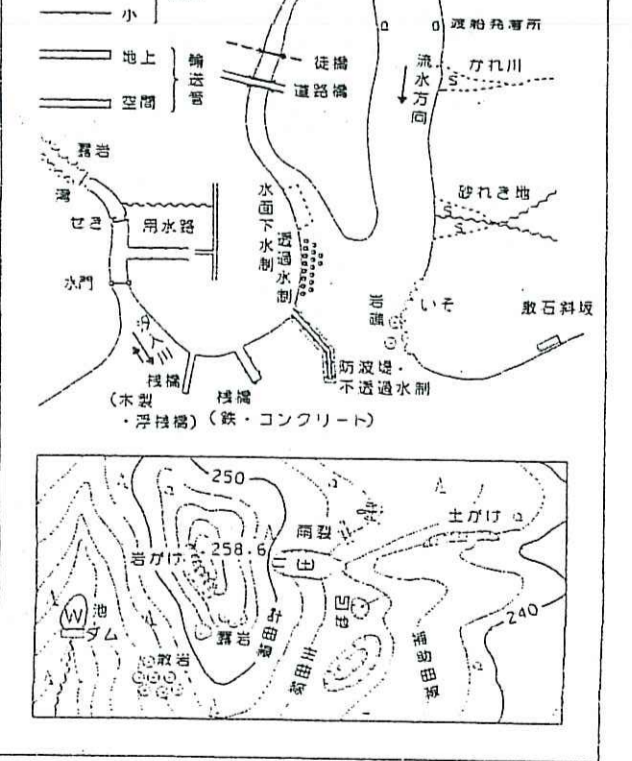 小
地上
空間
輸送管
徒橋
道路橋
渡船発着所
流水方向
かれ川
S
砂れき地
S
S
露岩
湾
せき
用水路
水門
水面下水制
透過水制
岩礁
いそ
敷石斜坂
桟橋
(木製
・浮桟橋)
桟橋
(鉄・コンクリート)
防波堤・
不透過水制
250
雨裂
土がけ
岩がけ
258.6
凹地
240
W
池
ダム
露岩
散岩
計曲線
主曲線
補助曲線